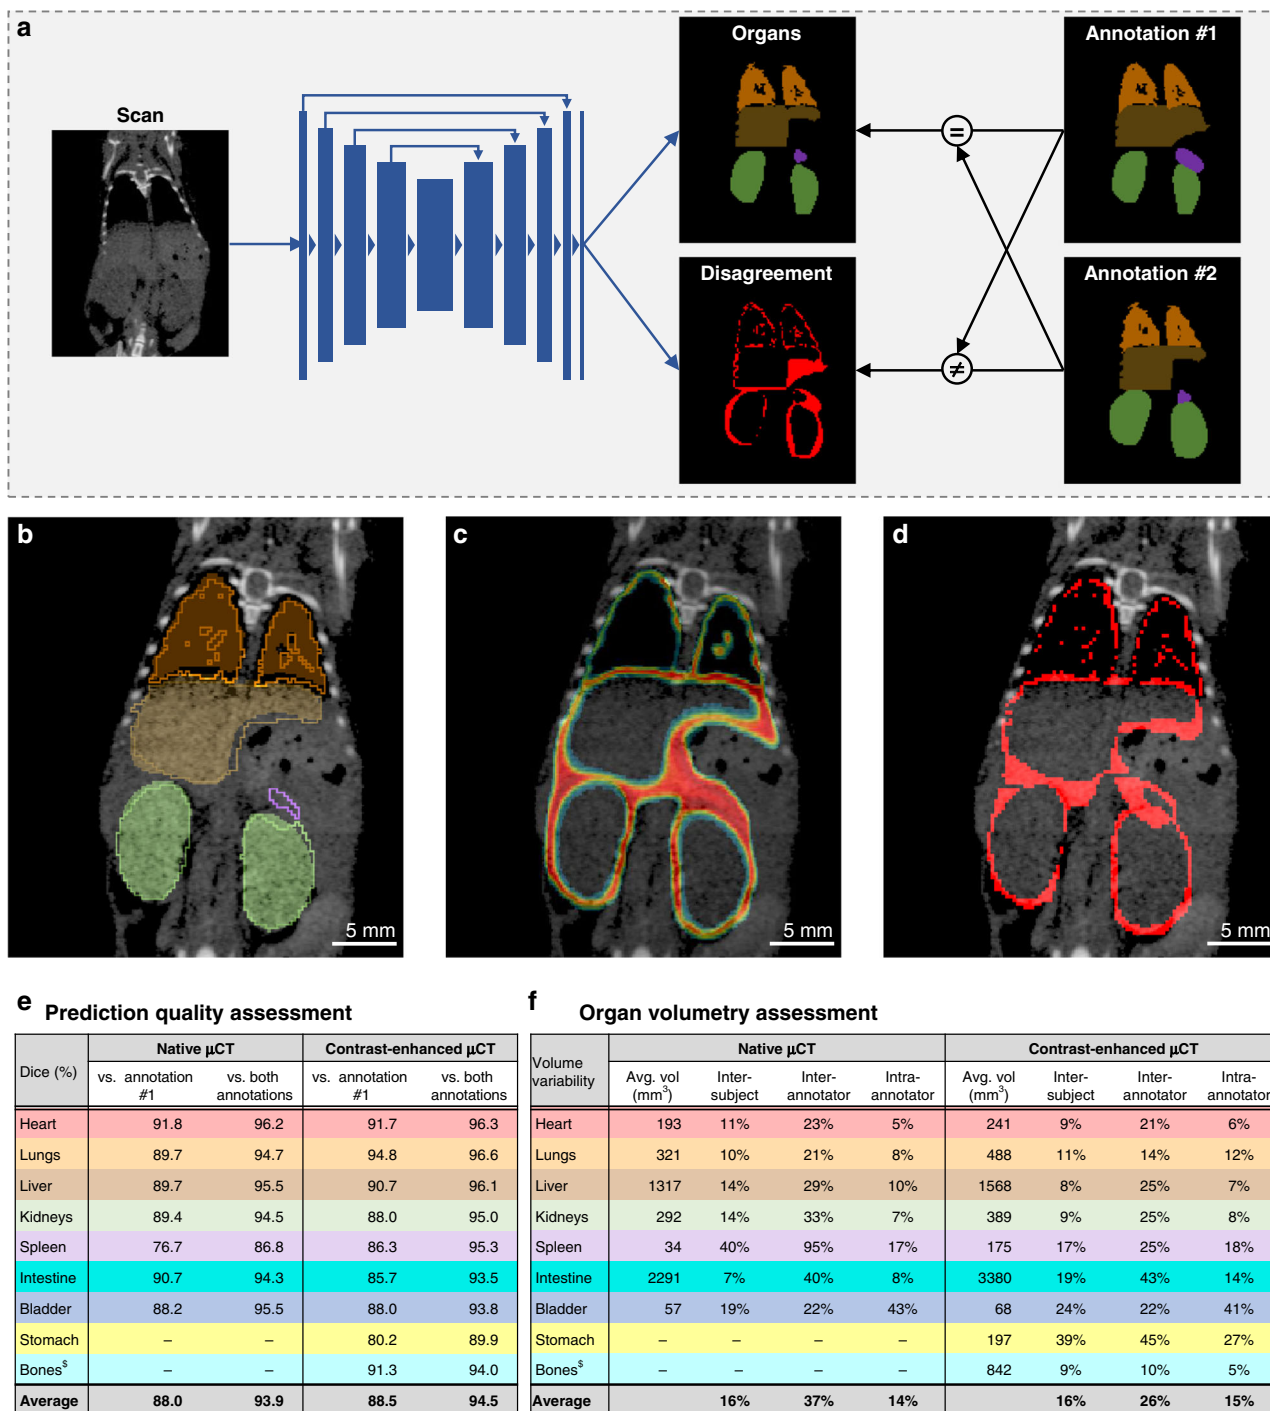 a
Scan
Organs
Annotation #1
=
Disagreement
Annotation #2
≠
b
5 mm
c
5 mm
d
5 mm
e Prediction quality assessment
Dice (%) Native μCT Contrast-enhanced μCT
vs. annotation #1 vs. both annotations vs. annotation #1 vs. both annotations
Heart 91.8 96.2 91.7 96.3
Lungs 89.7 94.7 94.8 96.6
Liver 89.7 95.5 90.7 96.1
Kidneys 89.4 94.5 88.0 95.0
Spleen 76.7 86.8 86.3 95.3
Intestine 90.7 94.3 85.7 93.5
Bladder 88.2 95.5 88.0 93.8
Stomach – – 80.2 89.9
Bones$ – – 91.3 94.0
Average 88.0 93.9 88.5 94.5
f Organ volumetry assessment
Volume variability Native μCT Contrast-enhanced μCT
Avg. vol (mm³) Inter-subject Inter-annotator Intra-annotator Avg. vol (mm³) Inter-subject Inter-annotator Intra-annotator
Heart 193 11% 23% 5% 241 9% 21% 6%
Lungs 321 10% 21% 8% 488 11% 14% 12%
Liver 1317 14% 29% 10% 1568 8% 25% 7%
Kidneys 292 14% 33% 7% 389 9% 25% 8%
Spleen 34 40% 95% 17% 175 17% 25% 18%
Intestine 2291 7% 40% 8% 3380 19% 43% 14%
Bladder 57 19% 22% 43% 68 24% 22% 41%
Stomach – – – – 197 39% 45% 27%
Bones$ – – – – 842 9% 10% 5%
Average 16% 37% 14% 16% 26% 15%